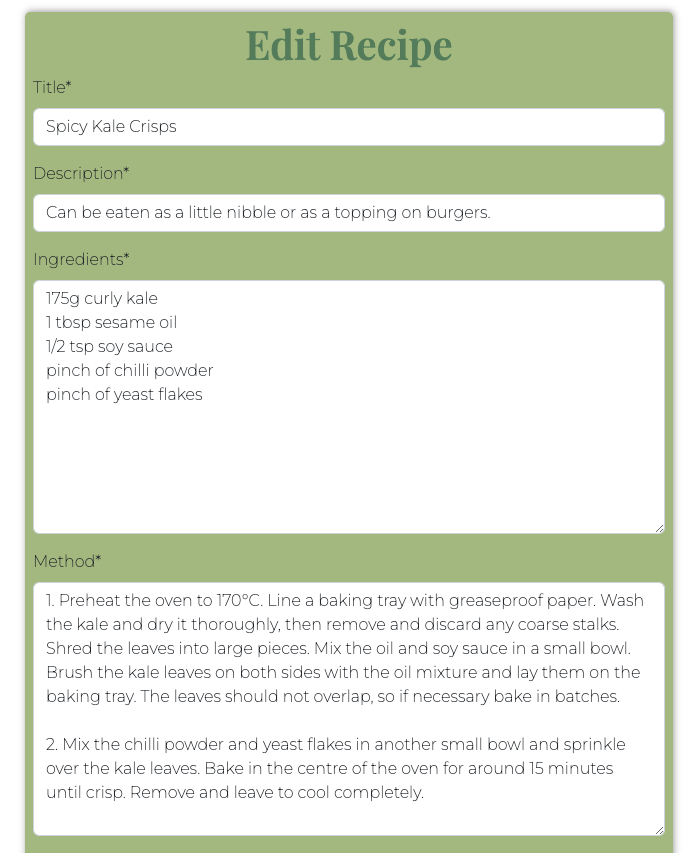 Edit Recipe
Title*
Spicy Kale Crisps
Description*
Can be eaten as a little nibble or as a topping on burgers.
Ingredients*
175g curly kale
1 tbsp sesame oil
1/2 tsp soy sauce
pinch of chilli powder
pinch of yeast flakes
Method*
1. Preheat the oven to 170°C. Line a baking tray with greaseproof paper. Wash
the kale and dry it thoroughly, then remove and discard any coarse stalks.
Shred the leaves into large pieces. Mix the oil and soy sauce in a small bowl.
Brush the kale leaves on both sides with the oil mixture and lay them on the
baking tray. The leaves should not overlap, so if necessary bake in batches.
2. Mix the chilli powder and yeast flakes in another small bowl and sprinkle
over the kale leaves. Bake in the centre of the oven for around 15 minutes
until crisp. Remove and leave to cool completely.